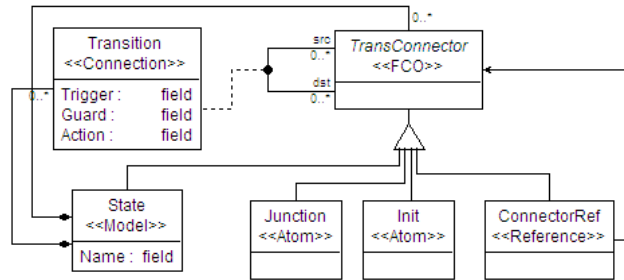 0..*
Transition
<<Connection>>
Trigger : field
Guard : field
Action : field
0..*
src
0..*
dst
0..*
TransConnector
<<FCO>>
State
<<Model>>
Name : field
Junction
<<Atom>>
Init
<<Atom>>
ConnectorRef
<<Reference>>